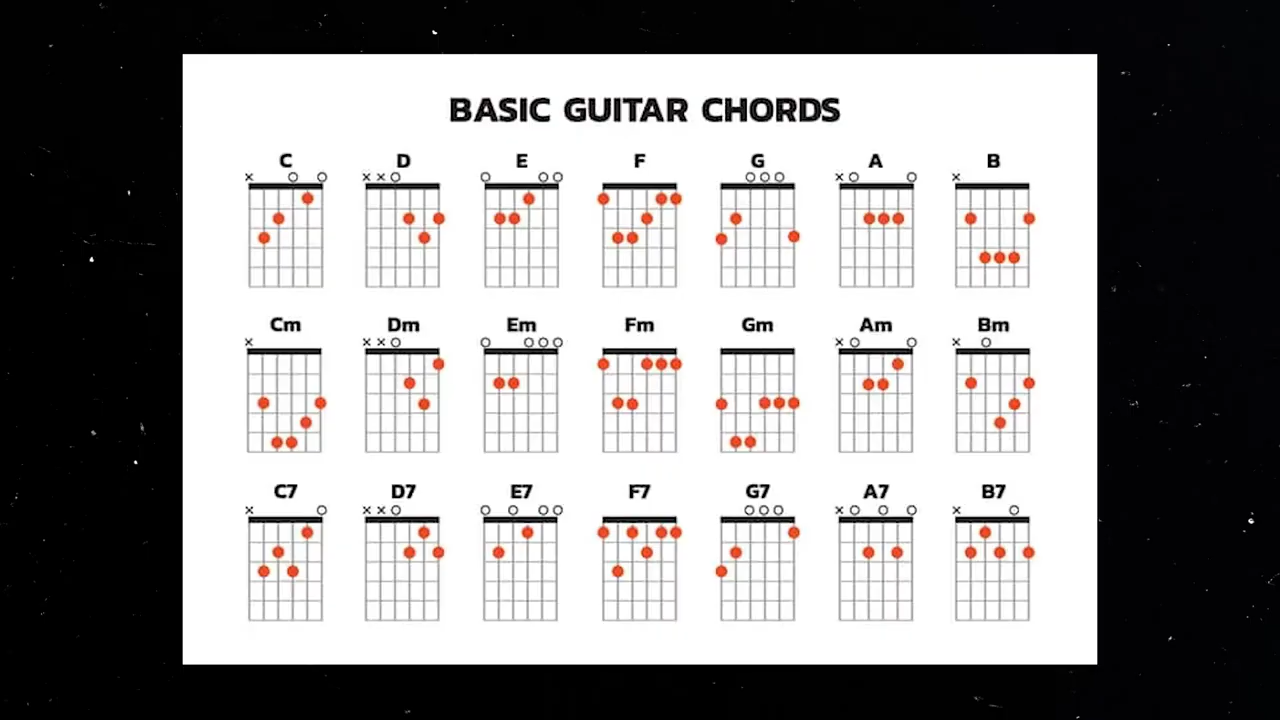 BASIC GUITAR CHORDS
C D E F G A B
Cm Dm Em Fm Gm Am Bm
C7 D7 E7 F7 G7 A7 B7